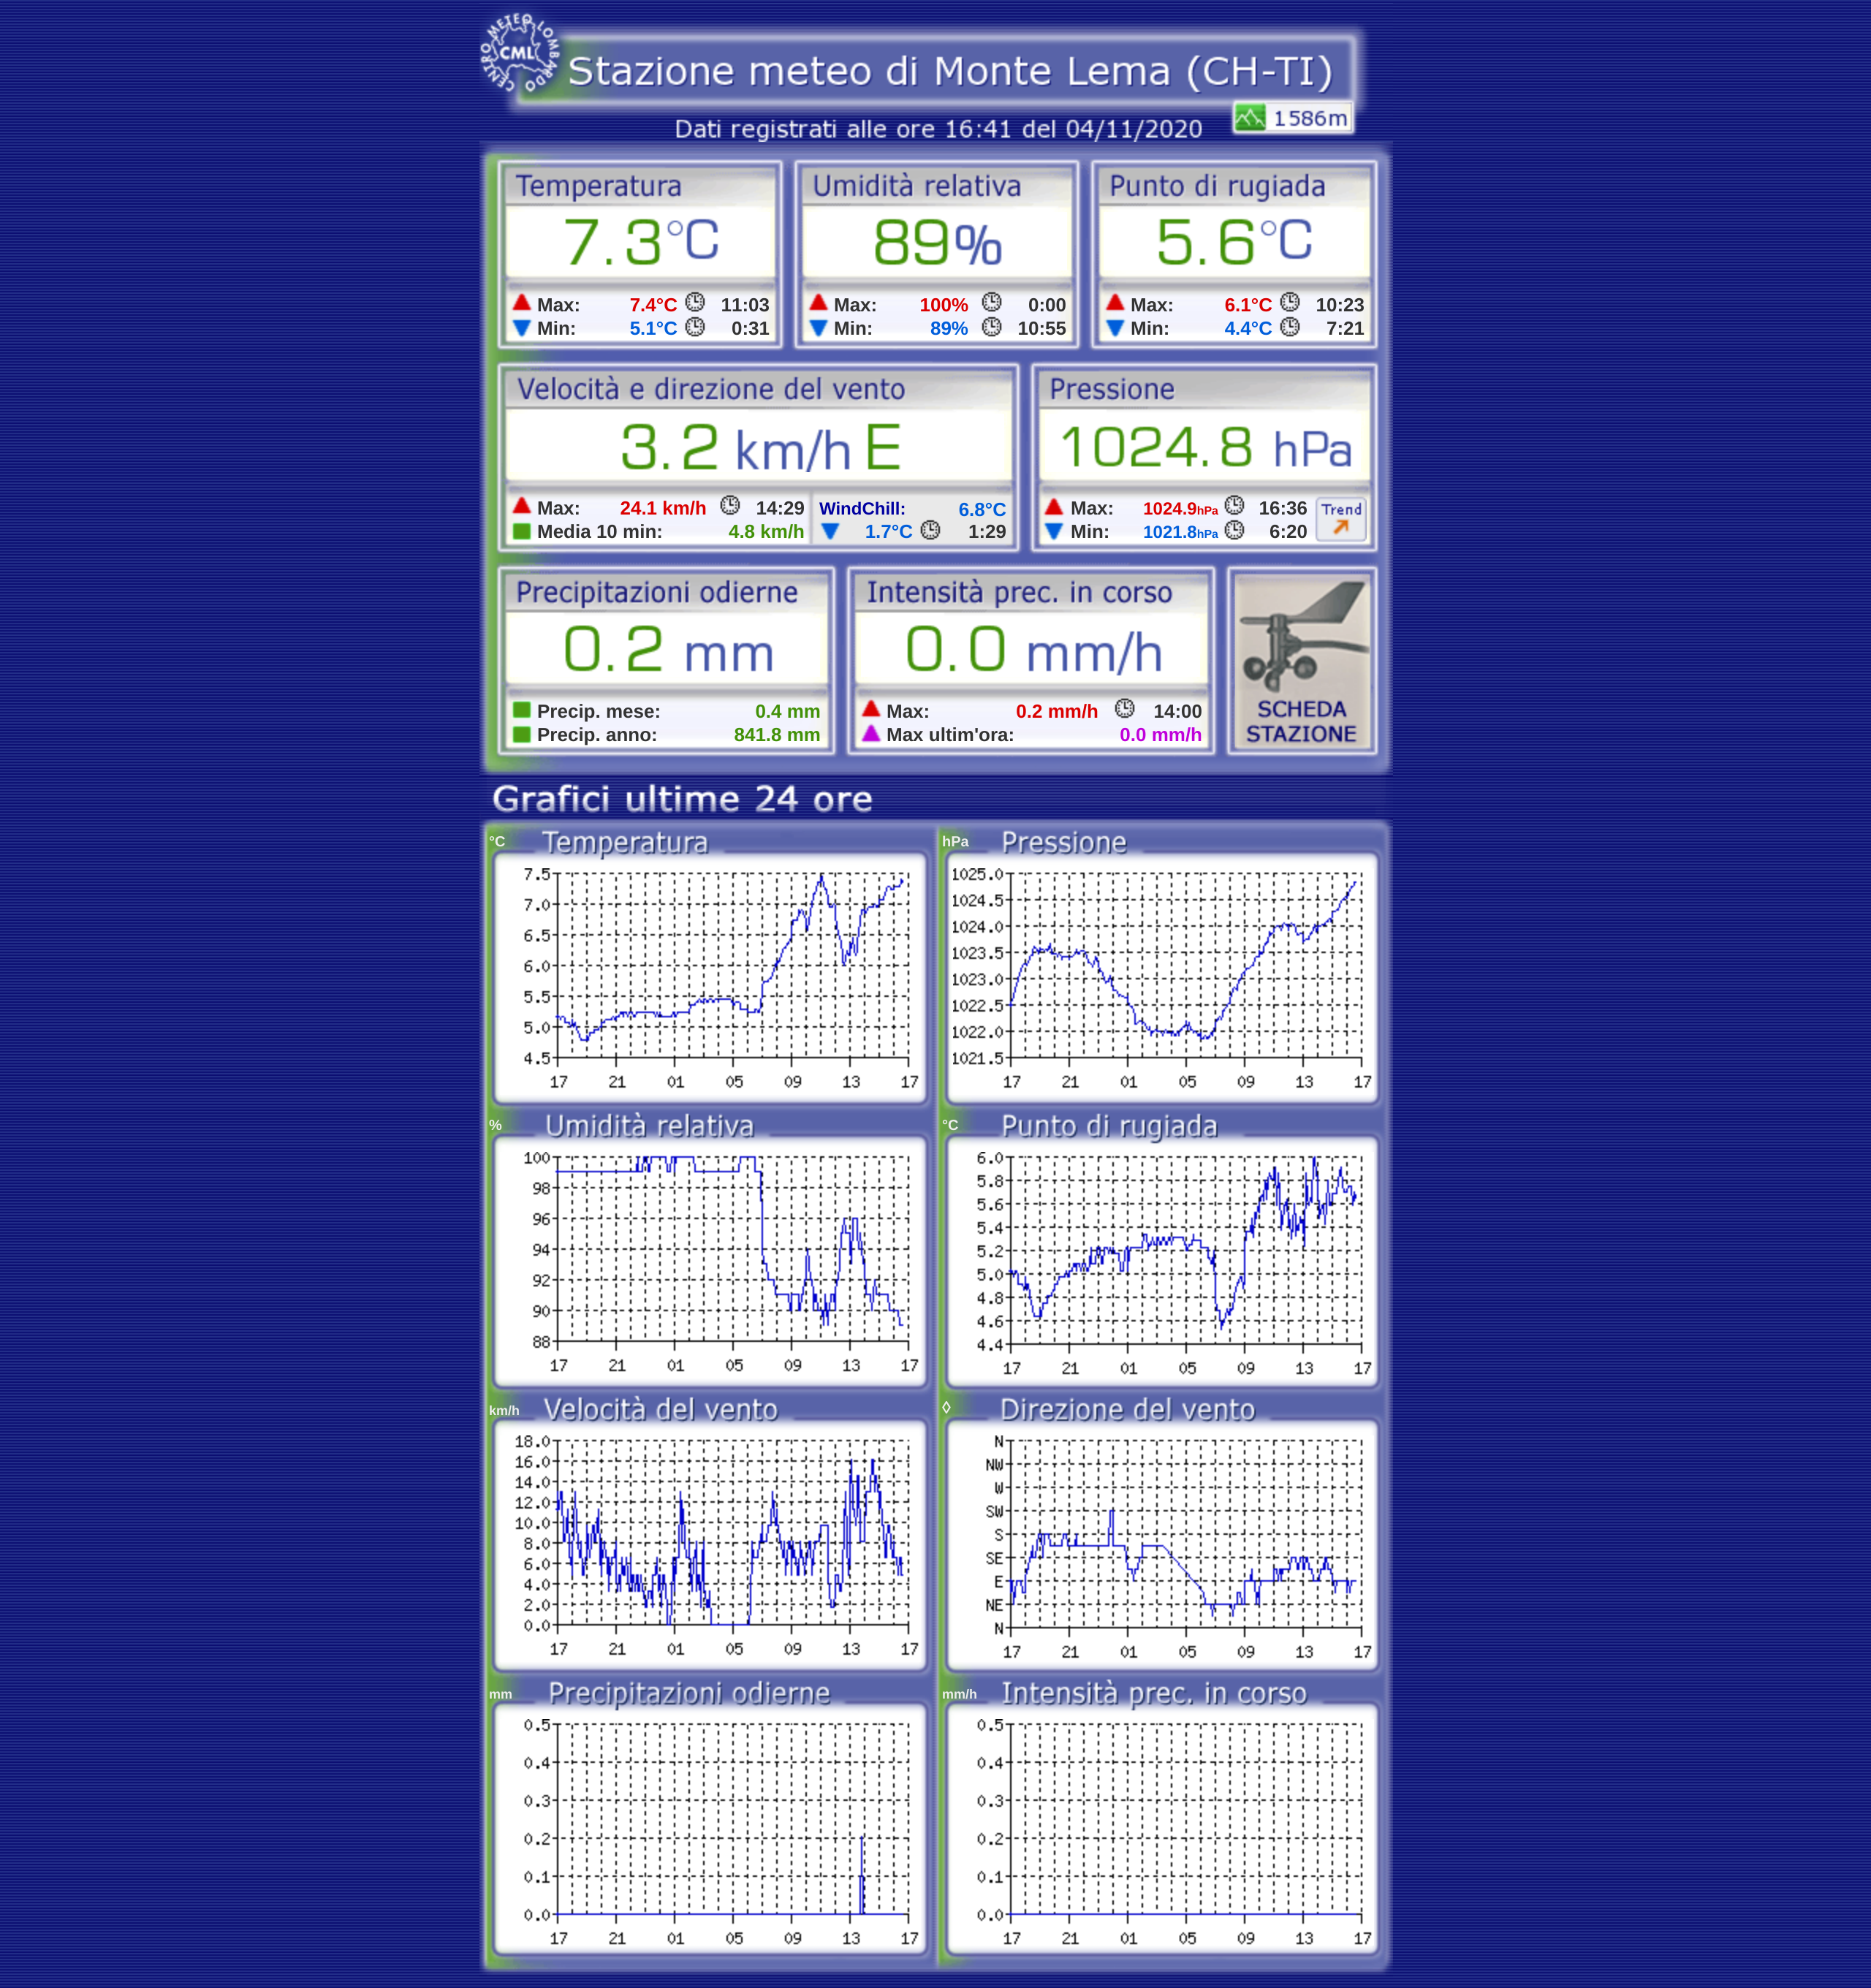 CENTRO METEO LOMBARDO
CML
Stazione meteo di Monte Lema (CH-TI)
1586m
Dati registrati alle ore 16:41 del 04/11/2020
Temperatura
7.3°C
Max: 7.4°C 11:03
Min: 5.1°C 0:31
Umidità relativa
89%
Max: 100% 0:00
Min: 89% 10:55
Punto di rugiada
5.6°C
Max: 6.1°C 10:23
Min: 4.4°C 7:21
Velocità e direzione del vento
3.2 km/h E
Max: 24.1 km/h 14:29
Media 10 min: 4.8 km/h
WindChill: 6.8°C
1.7°C 1:29
Pressione
1024.8 hPa
Max: 1024.9hPa 16:36
Min: 1021.8hPa 6:20
Trend
Precipitazioni odierne
0.2 mm
Precip. mese: 0.4 mm
Precip. anno: 841.8 mm
Intensità prec. in corso
0.0 mm/h
Max: 0.2 mm/h 14:00
Max ultim'ora: 0.0 mm/h
SCHEDA
STAZIONE
Grafici ultime 24 ore
°C Temperatura
7.5
7.0
6.5
6.0
5.5
5.0
4.5
17 21 01 05 09 13 17
hPa Pressione
1025.0
1024.5
1024.0
1023.5
1023.0
1022.5
1022.0
1021.5
17 21 01 05 09 13 17
% Umidità relativa
100
98
96
94
92
90
88
17 21 01 05 09 13 17
°C Punto di rugiada
6.0
5.8
5.6
5.4
5.2
5.0
4.8
4.6
4.4
17 21 01 05 09 13 17
km/h Velocità del vento
18.0
16.0
14.0
12.0
10.0
8.0
6.0
4.0
2.0
0.0
17 21 01 05 09 13 17
◊ Direzione del vento
N
NW
W
SW
S
SE
E
NE
N
17 21 01 05 09 13 17
mm Precipitazioni odierne
0.5
0.4
0.3
0.2
0.1
0.0
17 21 01 05 09 13 17
mm/h Intensità prec. in corso
0.5
0.4
0.3
0.2
0.1
0.0
17 21 01 05 09 13 17